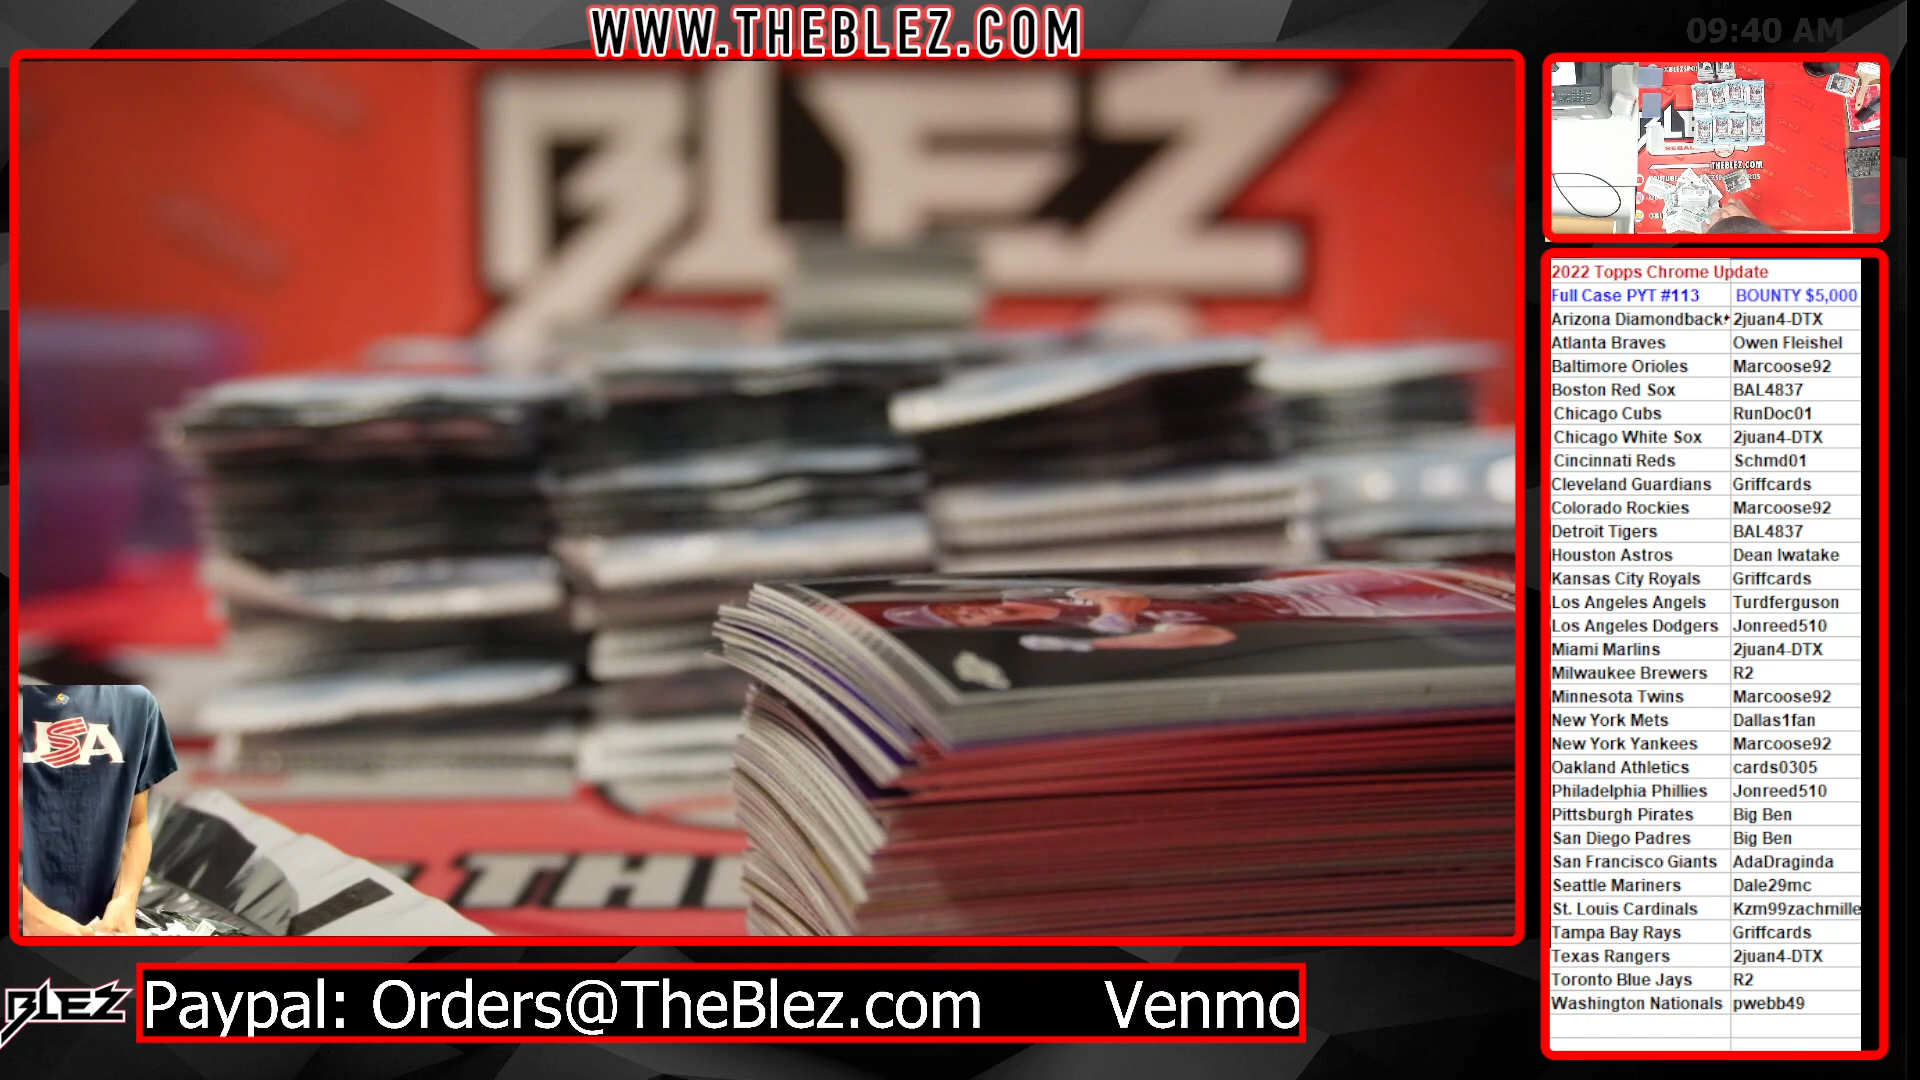 WWW.THEBLEZ.COM
09:40 AM
BLEZ
THEBLEZ.COM
2022 Topps Chrome Update
Full Case PYT #113 BOUNTY $5,000
Arizona Diamondback 2juan4-DTX
Atlanta Braves Owen Fleishel
Baltimore Orioles Marcoose92
Boston Red Sox BAL4837
Chicago Cubs RunDoc01
Chicago White Sox 2juan4-DTX
Cincinnati Reds Schmd01
Cleveland Guardians Griffcards
Colorado Rockies Marcoose92
Detroit Tigers BAL4837
Houston Astros Dean Iwatake
Kansas City Royals Griffcards
Los Angeles Angels Turdferguson
Los Angeles Dodgers Jonreed510
Miami Marlins 2juan4-DTX
Milwaukee Brewers R2
Minnesota Twins Marcoose92
New York Mets Dallas1fan
New York Yankees Marcoose92
Oakland Athletics cards0305
Philadelphia Phillies Jonreed510
Pittsburgh Pirates Big Ben
San Diego Padres Big Ben
San Francisco Giants AdaDraginda
Seattle Mariners Dale29mc
St. Louis Cardinals Kzm99zachmille
Tampa Bay Rays Griffcards
Texas Rangers 2juan4-DTX
Toronto Blue Jays R2
Washington Nationals pwebb49
USA
TH
BLEZ
Paypal: Orders@TheBlez.com Venmo